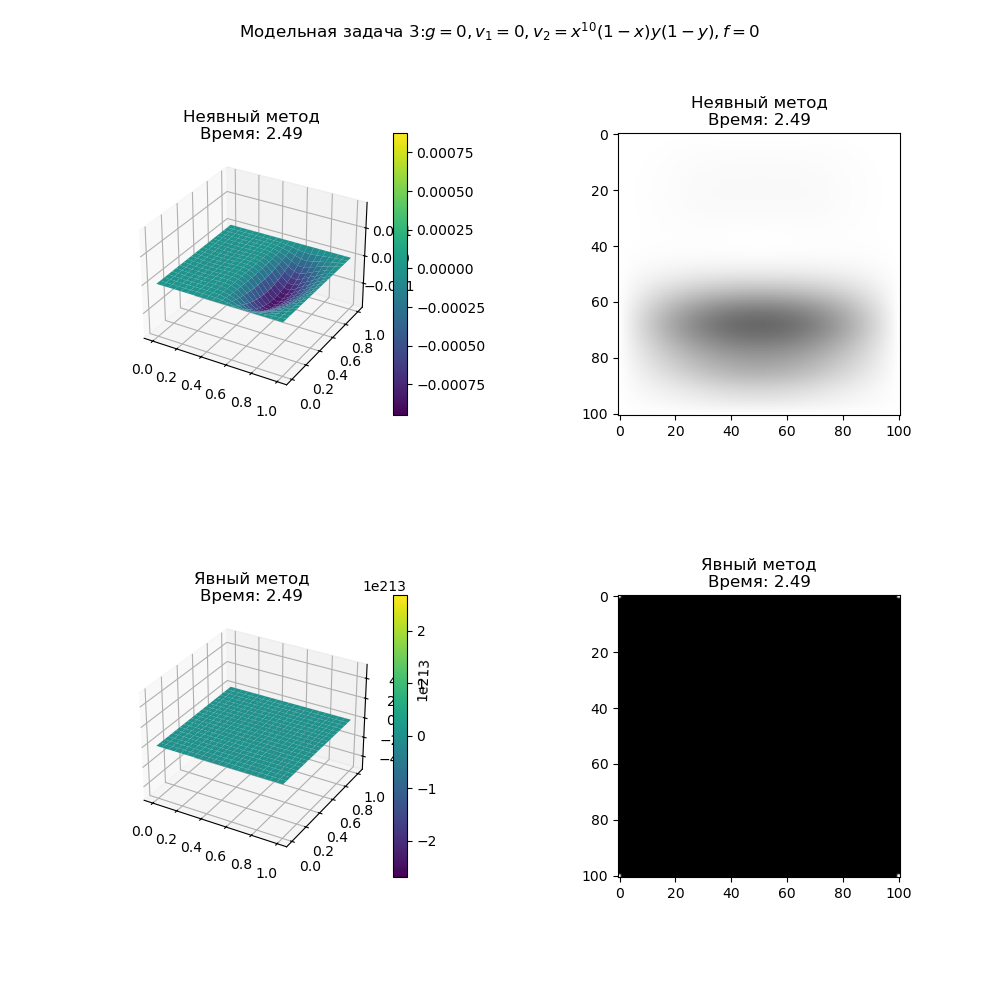 Модельная задача 3:g = 0, v₁ = 0, v₂ = x¹⁰(1 − x)y(1 − y), f = 0
Неявный метод
Время: 2.49
0.00075
0.00050
0.00025
0.00000
−0.00025
−0.00050
−0.00075
0.0 0.2 0.4 0.6 0.8 1.0
0.0 0.2 0.4 0.6 0.8 1.0
Неявный метод
Время: 2.49
0
20
40
60
80
100
0 20 40 60 80 100
Явный метод
Время: 2.49
1e213
2
1
0
−1
−2
1e213
0.0 0.2 0.4 0.6 0.8 1.0
0.0 0.2 0.4 0.6 0.8 1.0
Явный метод
Время: 2.49
0
20
40
60
80
100
0 20 40 60 80 100